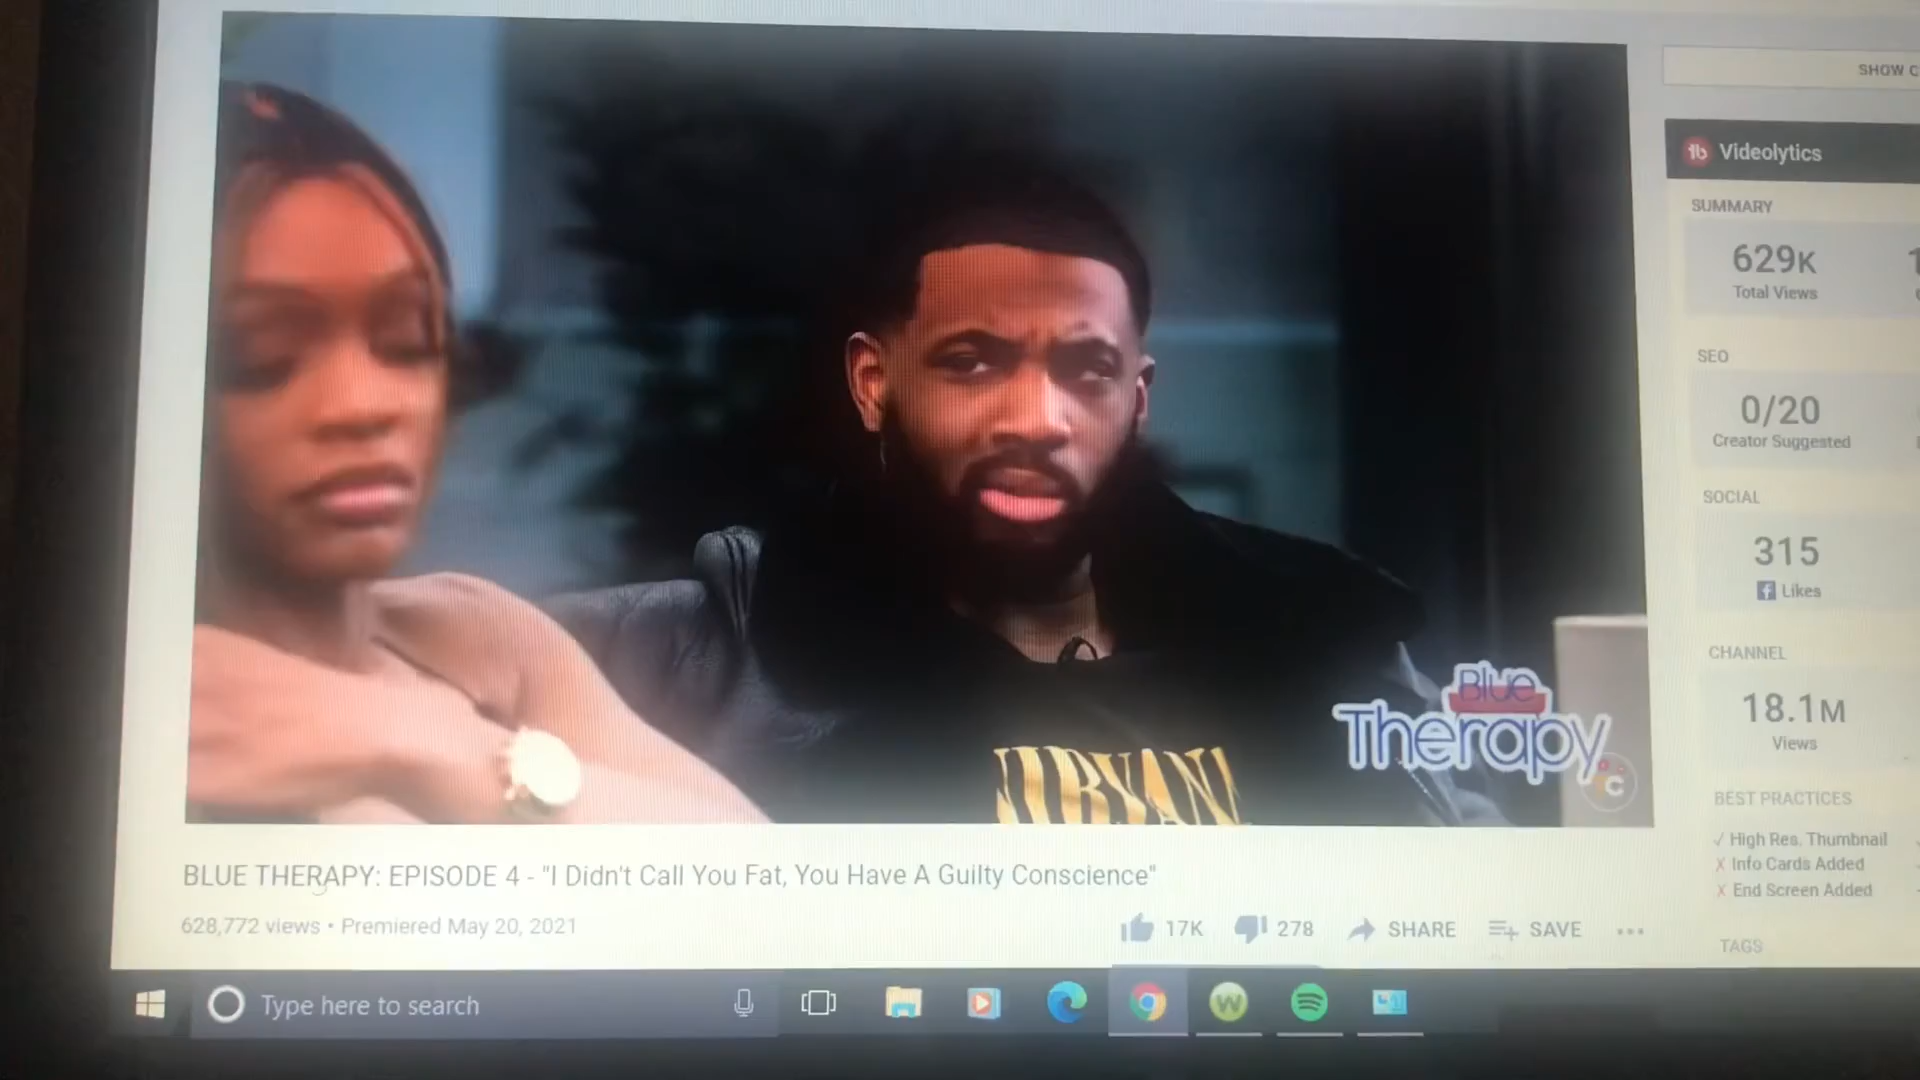 SHOW C
Videolytics
SUMMARY
629K
Total Views
SEO
0/20
Creator Suggested
SOCIAL
315
Likes
CHANNEL
18.1M
Views
BEST PRACTICES
✓ High Res. Thumbnail
X Info Cards Added
X End Screen Added
TAGS
NIRVANA
Blue
Therapy
BLUE THERAPY: EPISODE 4 - "I Didn't Call You Fat, You Have A Guilty Conscience"
628,772 views • Premiered May 20, 2021
17K 278 SHARE SAVE
Type here to search